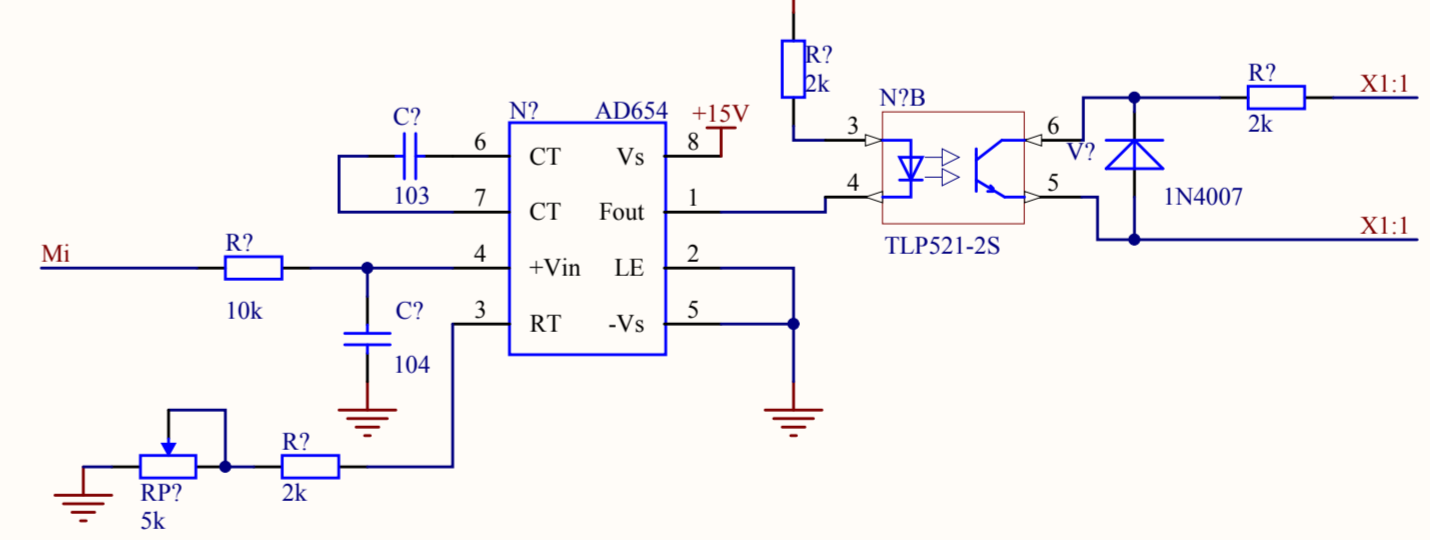 R?
2k
N?B
3
4
6
5
V?
1N4007
TLP521-2S
R?
2k
X1:1
X1:1
C?
103
N?
AD654
+15V
6
CT
Vs
8
7
CT
Fout
1
4
+Vin
LE
2
3
RT
-Vs
5
Mi
R?
10k
C?
104
R?
2k
RP?
5k